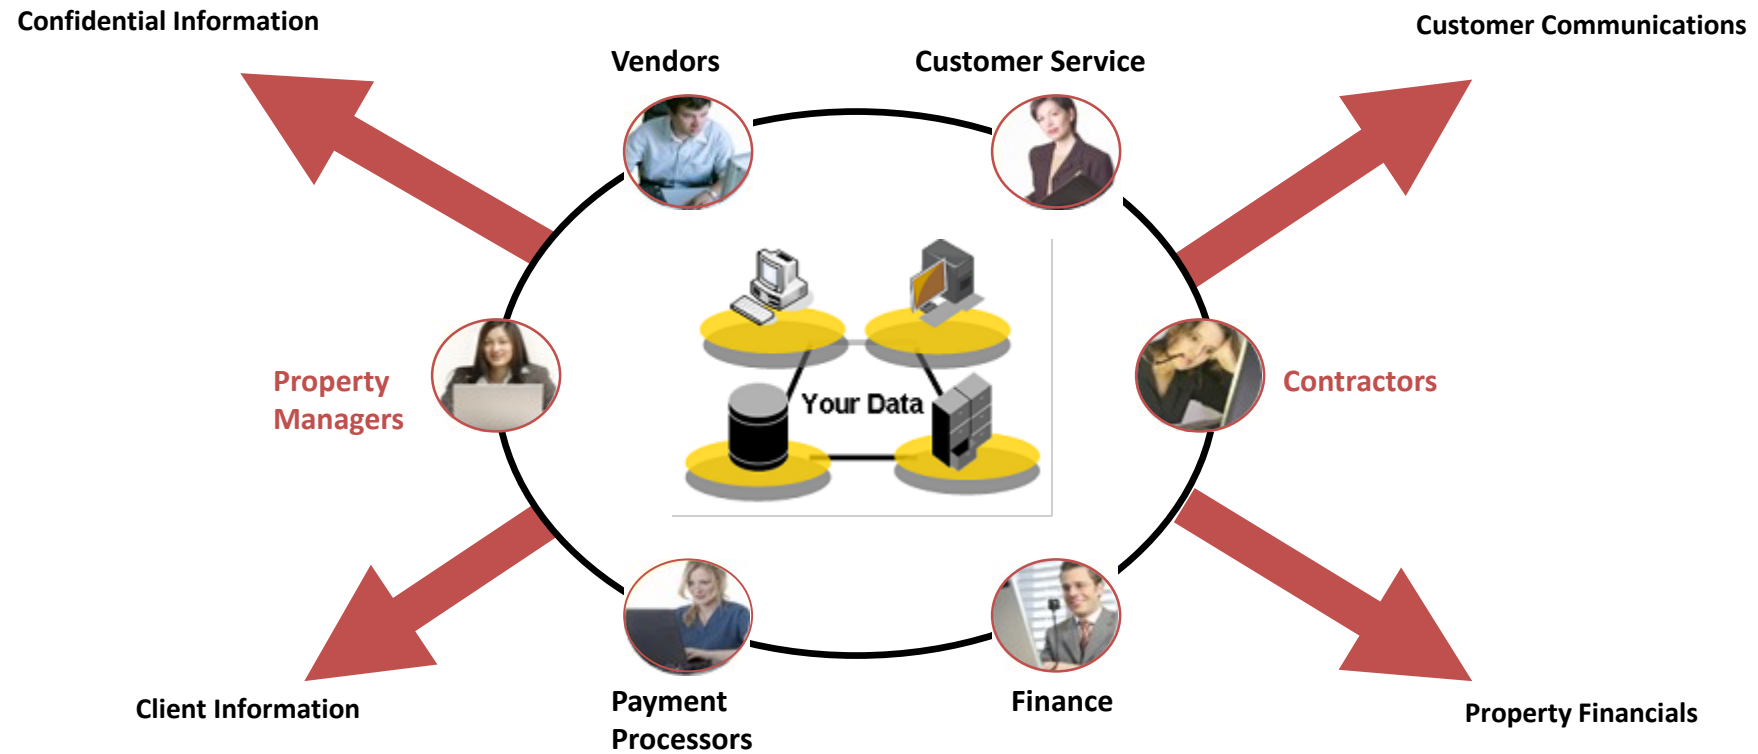 Confidential Information
Customer Communications
Vendors
Customer Service
Property
Managers
Your Data
Contractors
Payment
Processors
Finance
Client Information
Property Financials